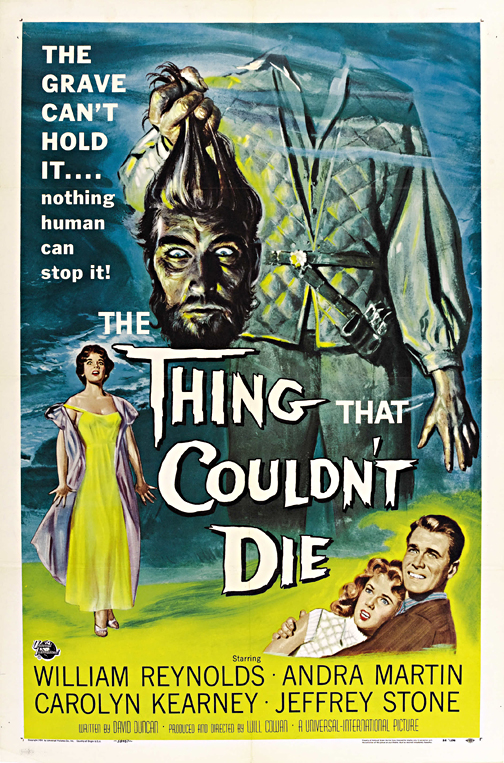 THE
GRAVE
CAN'T
HOLD
IT....
nothing
human
can
stop it!
THE
THING THAT
COULDN'T
DIE
Starring
WILLIAM REYNOLDS · ANDRA MARTIN
CAROLYN KEARNEY · JEFFREY STONE
WRITTEN BY DAVID DUNCAN · PRODUCED AND DIRECTED BY WILL COWAN · A UNIVERSAL-INTERNATIONAL PICTURE